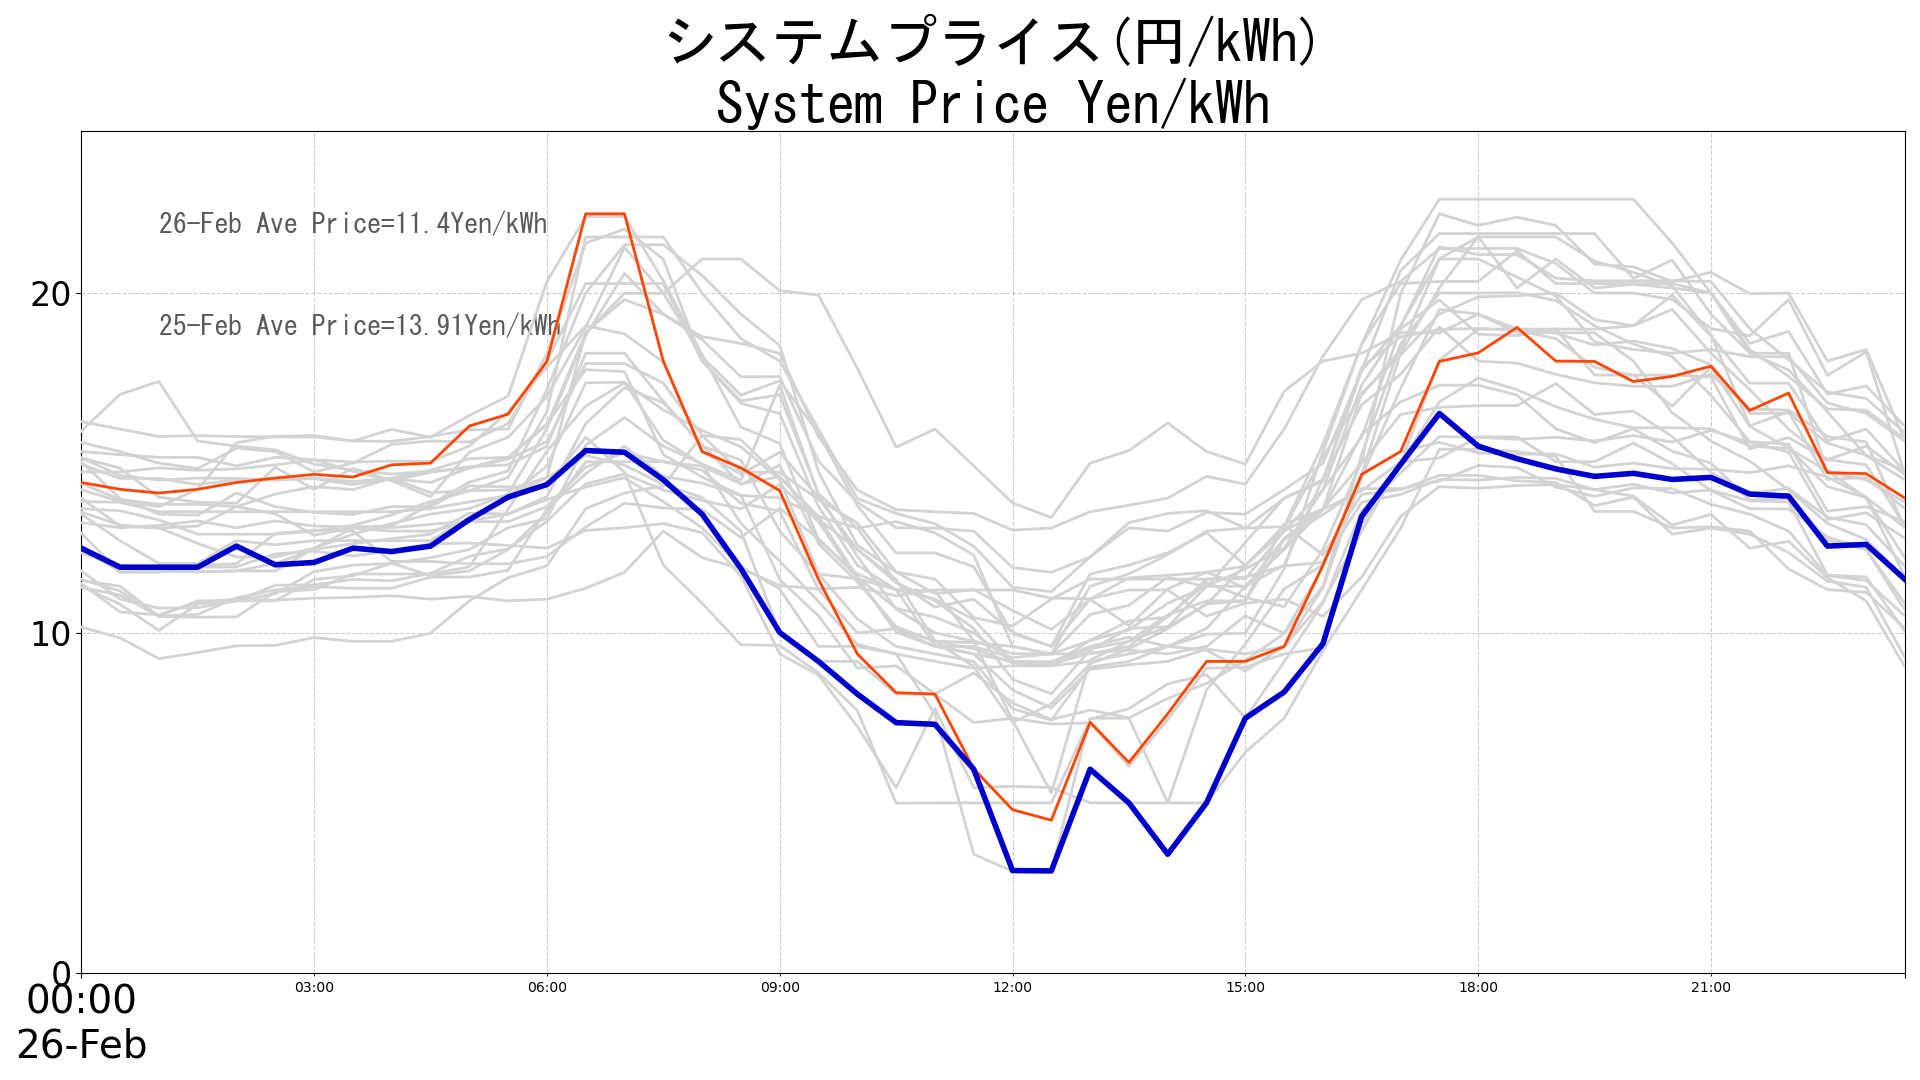 システムプライス(円/kWh)
System Price Yen/kWh
26-Feb Ave Price=11.4Yen/kWh
25-Feb Ave Price=13.91Yen/kWh
20
10
0
00:00
03:00
06:00
09:00
12:00
15:00
18:00
21:00
26-Feb